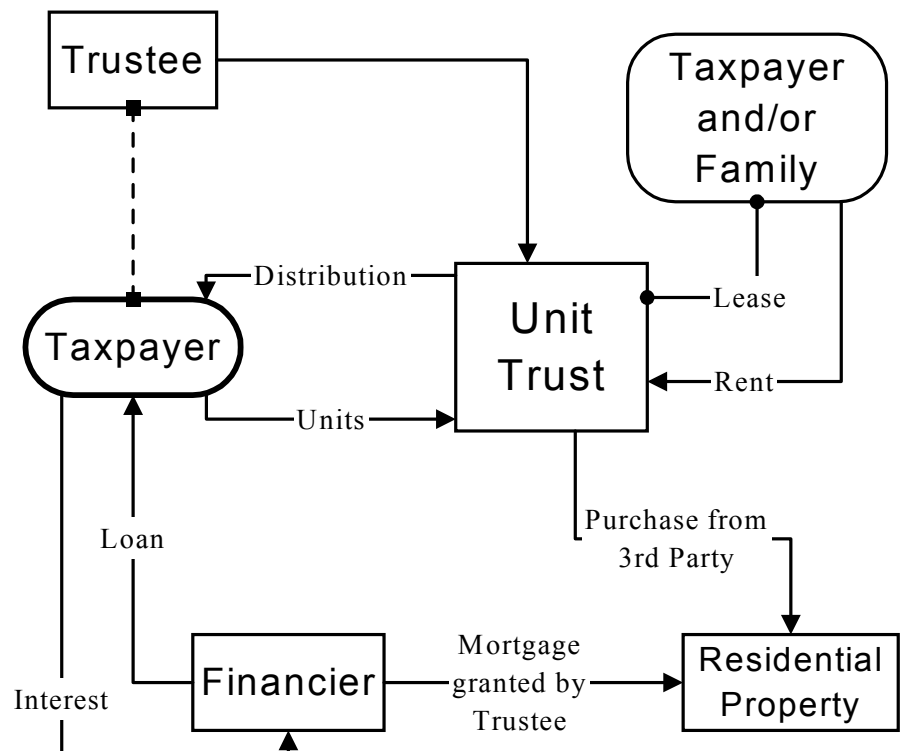 Trustee
Taxpayer
and/or
Family
Distribution
Unit
Trust
Lease
Taxpayer
Rent
Units
Purchase from
3rd Party
Loan
Mortgage
granted by
Trustee
Financier
Residential
Property
Interest